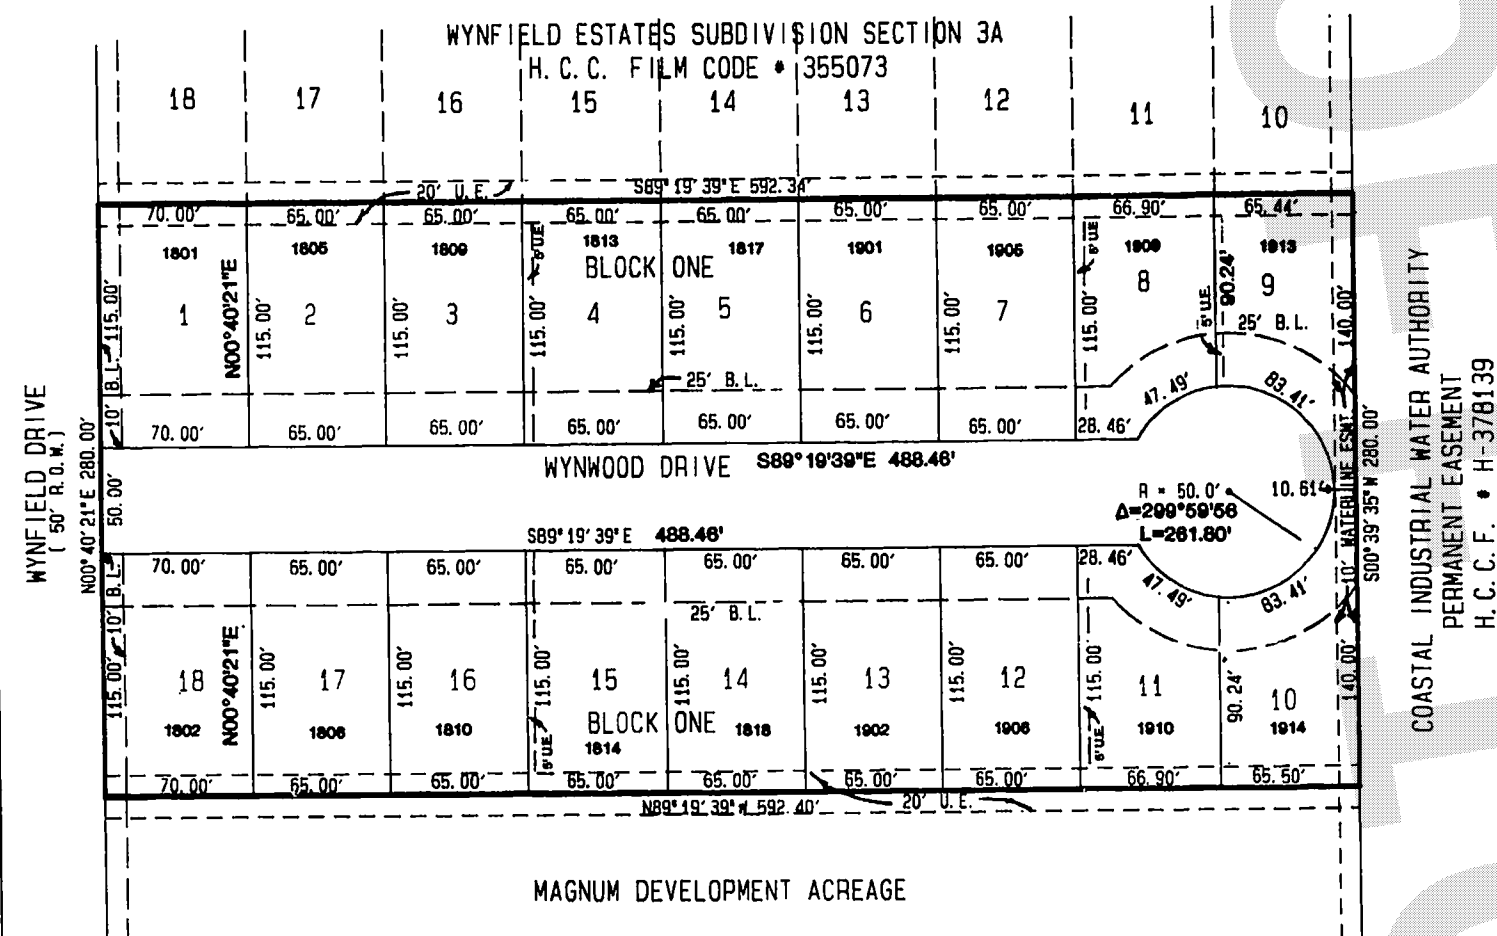 WYNFIELD ESTATES SUBDIVISION SECTION 3A
H. C. C. FILM CODE # 355073
18 17 16 15 14 13 12 11 10
20' U.E.
S89° 19' 39" E 592.34'
70.00' 65.00' 65.00' 65.00' 65.00' 65.00' 65.00' 66.90' 65.44'
1801 1805 1809 1813 1817 1901 1905 1909 1913
BLOCK ONE
1 2 3 4 5 6 7 8 9
115.00' N00°40'21"E 115.00' 115.00' 115.00' 115.00' 115.00' 115.00' 115.00' 90.24' 140.00'
5' U.E 5' U.E 5' U.E
25' B.L.
25' B.L.
10' B.L.
47.49' 83.41'
70.00' 65.00' 65.00' 65.00' 65.00' 65.00' 65.00' 28.46'
WYNWOOD DRIVE S89°19'39"E 488.46'
WYNFIELD DRIVE
( 50' R.O.W. )
N00° 40' 21" E 280.00'
50.00'
R = 50.0'
Δ=299°59'56
L=261.80'
10.61'
10' WATERLINE ESMT
S00° 39' 35" W 280.00'
COASTAL INDUSTRIAL WATER AUTHORITY
PERMANENT EASEMENT
H. C. C. F. # H-378139
S89° 19' 39" E 488.46'
70.00' 65.00' 65.00' 65.00' 65.00' 65.00' 65.00' 28.46'
47.49' 83.41'
10' B.L.
25' B.L.
115.00' N00°40'21"E 115.00' 115.00' 115.00' 115.00' 115.00' 115.00' 115.00' 90.24' 140.00'
18 17 16 15 14 13 12 11 10
BLOCK ONE
1802 1806 1810 1814 1818 1902 1906 1910 1914
5' U.E 5' U.E
70.00' 65.00' 65.00' 65.00' 65.00' 65.00' 65.00' 66.90' 65.50'
N89° 19' 39" W 592.40'
20' U.E.
MAGNUM DEVELOPMENT ACREAGE